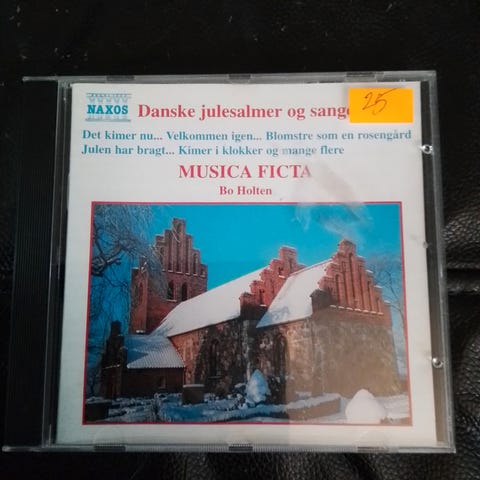 NAXOS
Danske julesalmer og sange
25
Det kimer nu... Velkommen igen... Blomstre som en rosengård
Julen har bragt... Kimer i klokker og mange flere
MUSICA FICTA
Bo Holten